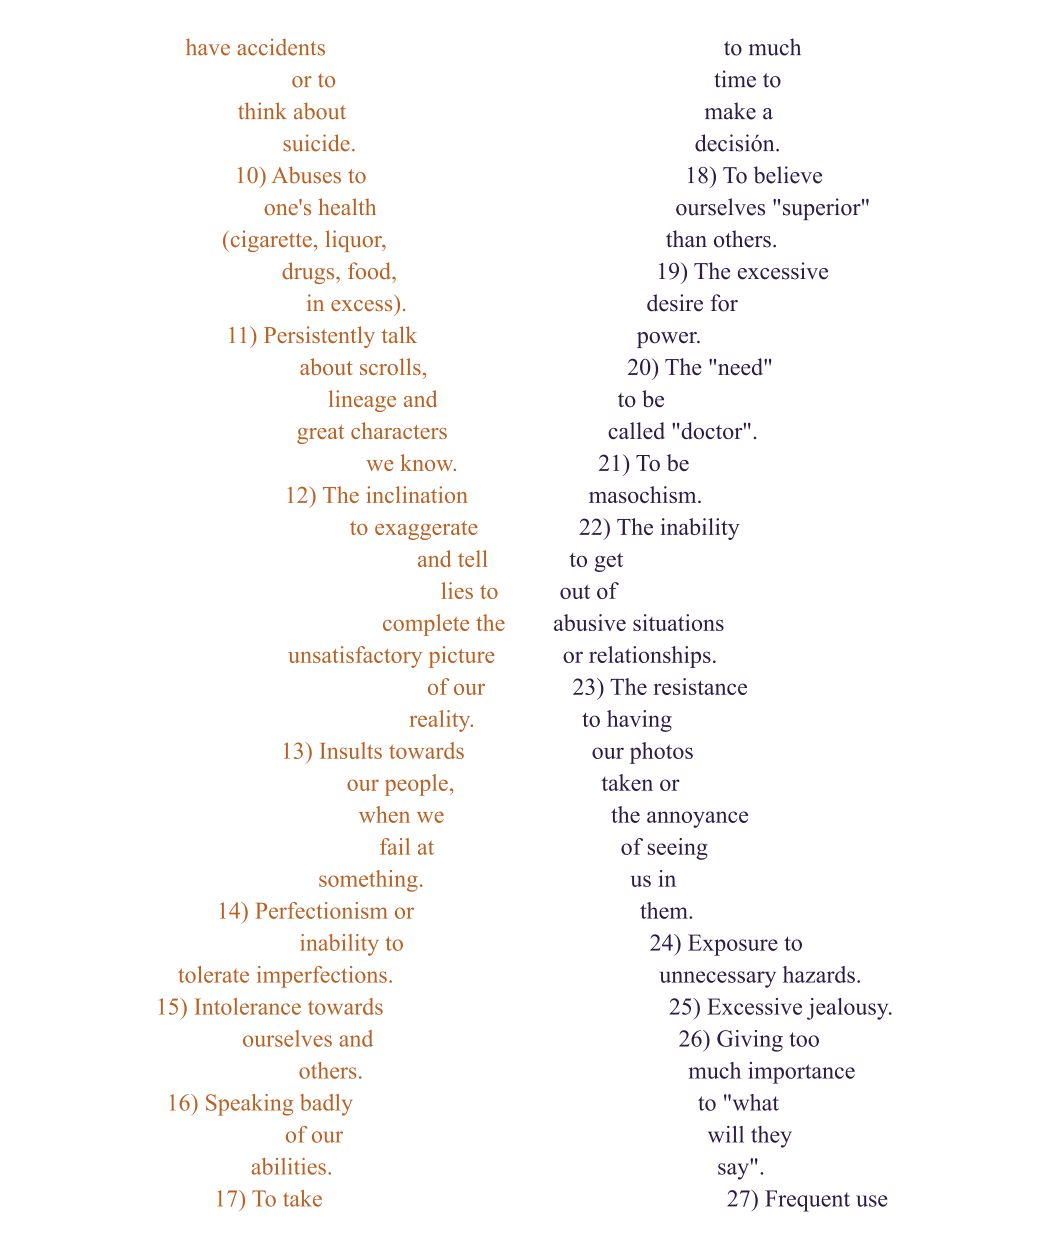 have accidents
or to
think about
suicide.
10) Abuses to
one's health
(cigarette, liquor,
drugs, food,
in excess).
11) Persistently talk
about scrolls,
lineage and
great characters
we know.
12) The inclination
to exaggerate
and tell
lies to
complete the
unsatisfactory picture
of our
reality.
13) Insults towards
our people,
when we
fail at
something.
14) Perfectionism or
inability to
tolerate imperfections.
15) Intolerance towards
ourselves and
others.
16) Speaking badly
of our
abilities.
17) To take
to much
time to
make a
decisión.
18) To believe
ourselves "superior"
than others.
19) The excessive
desire for
power.
20) The "need"
to be
called "doctor".
21) To be
masochism.
22) The inability
to get
out of
abusive situations
or relationships.
23) The resistance
to having
our photos
taken or
the annoyance
of seeing
us in
them.
24) Exposure to
unnecessary hazards.
25) Excessive jealousy.
26) Giving too
much importance
to "what
will they
say".
27) Frequent use